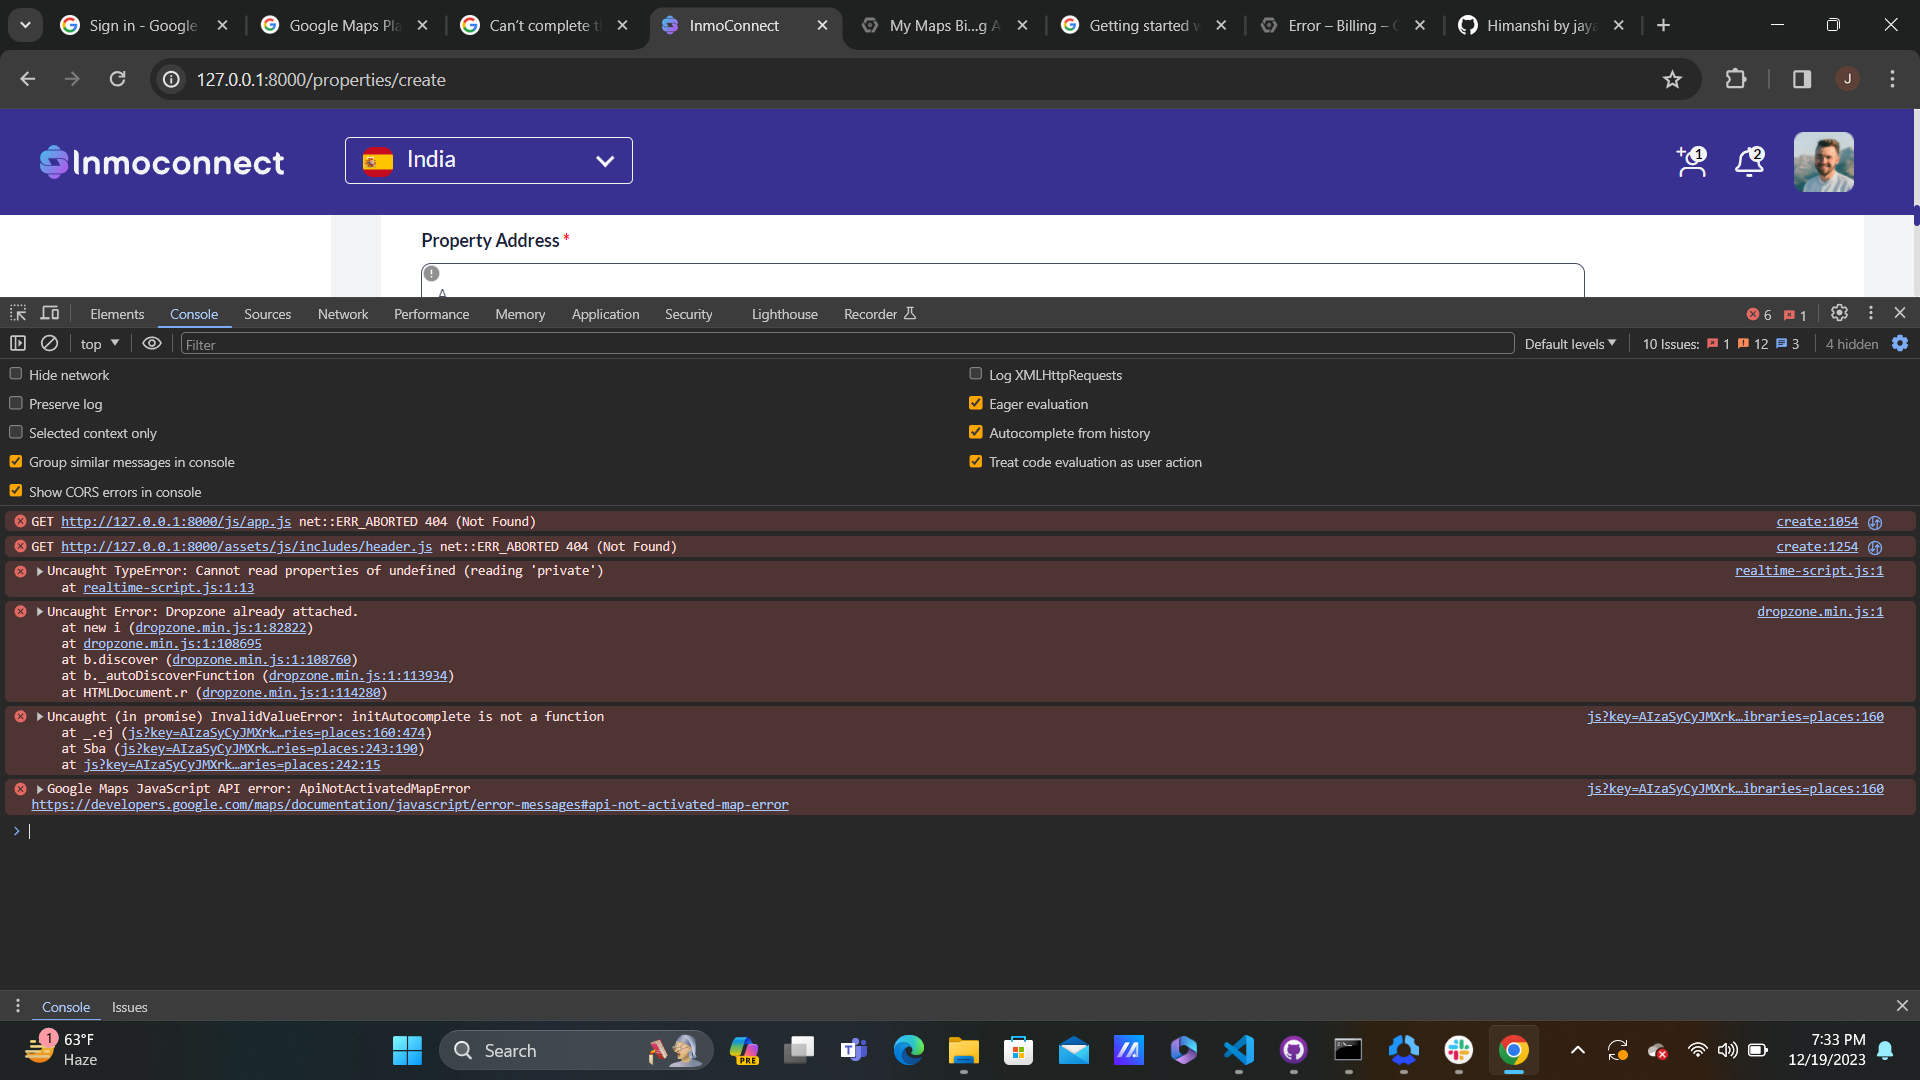 Sign in - Google
Google Maps Pla
Can't complete t
InmoConnect
My Maps Bi...g A
Getting started w
Error – Billing – G
Himanshi by jaya
127.0.0.1:8000/properties/create
J
Inmoconnect
India
1
2
Property Address *
Elements
Console
Sources
Network
Performance
Memory
Application
Security
Lighthouse
Recorder
6
1
top
Filter
Default levels
10 Issues:
1
12
3
4 hidden
Hide network
Log XMLHttpRequests
Preserve log
Eager evaluation
Selected context only
Autocomplete from history
Group similar messages in console
Treat code evaluation as user action
Show CORS errors in console
GET http://127.0.0.1:8000/js/app.js net::ERR_ABORTED 404 (Not Found)
create:1054
GET http://127.0.0.1:8000/assets/js/includes/header.js net::ERR_ABORTED 404 (Not Found)
create:1254
Uncaught TypeError: Cannot read properties of undefined (reading 'private')
realtime-script.js:1
at realtime-script.js:1:13
Uncaught Error: Dropzone already attached.
dropzone.min.js:1
at new i (dropzone.min.js:1:82822)
at dropzone.min.js:1:108695
at b.discover (dropzone.min.js:1:108760)
at b._autoDiscoverFunction (dropzone.min.js:1:113934)
at HTMLDocument.r (dropzone.min.js:1:114280)
Uncaught (in promise) InvalidValueError: initAutocomplete is not a function
js?key=AIzaSyCyJMXrk…ibraries=places:160
at _.ej (js?key=AIzaSyCyJMXrk…ries=places:160:474)
at Sba (js?key=AIzaSyCyJMXrk…ries=places:243:190)
at js?key=AIzaSyCyJMXrk…aries=places:242:15
Google Maps JavaScript API error: ApiNotActivatedMapError
js?key=AIzaSyCyJMXrk…ibraries=places:160
https://developers.google.com/maps/documentation/javascript/error-messages#api-not-activated-map-error
Console
Issues
1
63°F
Haze
Search
PRE
7:33 PM
12/19/2023